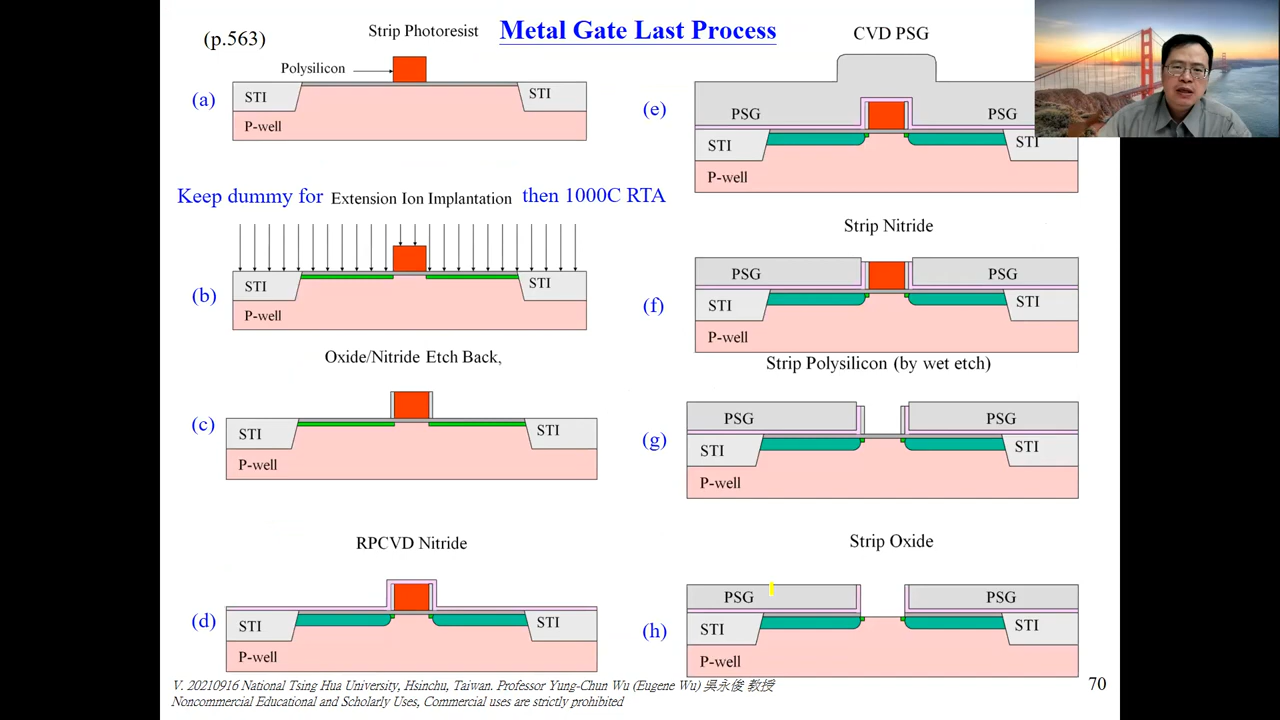 Metal Gate Last Process
(p.563)
Strip Photoresist
Polysilicon
(a)
STI
STI
P-well
Keep dummy for Extension Ion Implantation then 1000C RTA
(b)
STI
STI
P-well
Oxide/Nitride Etch Back,
(c)
STI
STI
P-well
RPCVD Nitride
(d)
STI
STI
P-well
CVD PSG
(e)
PSG
PSG
STI
STI
P-well
Strip Nitride
(f)
PSG
PSG
STI
STI
P-well
Strip Polysilicon (by wet etch)
(g)
PSG
PSG
STI
STI
P-well
Strip Oxide
(h)
PSG
PSG
STI
STI
P-well
V. 20210916 National Tsing Hua University, Hsinchu, Taiwan. Professor Yung-Chun Wu (Eugene Wu) 吳永俊 教授
Noncommercial Educational and Scholarly Uses, Commercial uses are strictly prohibited
70